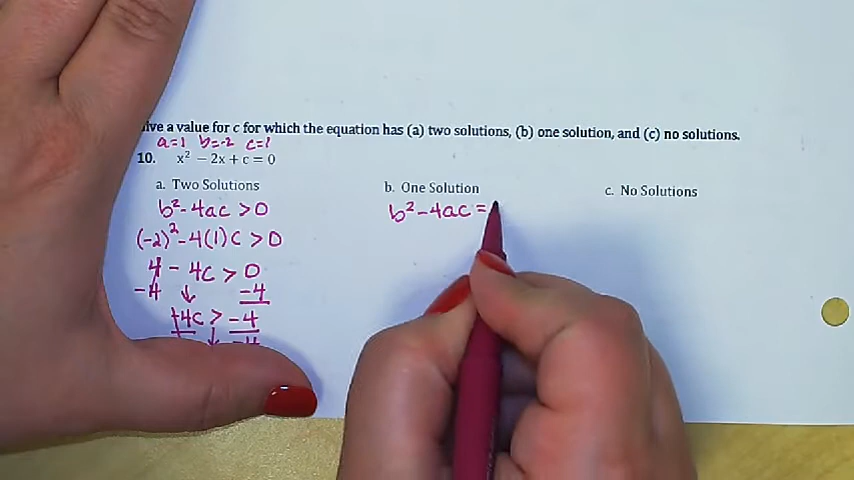 ive a value for c for which the equation has (a) two solutions, (b) one solution, and (c) no solutions.
a=1 b=-2 c=1
10. x² - 2x + c = 0
a. Two Solutions
b²-4ac > 0
(-2)² - 4(1)c > 0
4 - 4c > 0
-4 -4
-4c > -4
b. One Solution
b²-4ac =
c. No Solutions